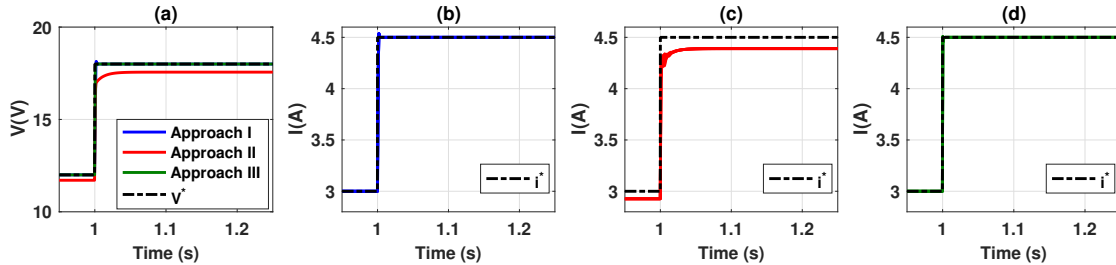 (a)
20
15
10
V(V)
1
1.1
1.2
Time (s)
Approach I
Approach II
Approach III
V*
(b)
4.5
4
3.5
3
I(A)
1
1.1
1.2
Time (s)
i*
(c)
4.5
4
3.5
3
I(A)
1
1.1
1.2
Time (s)
i*
(d)
4.5
4
3.5
3
I(A)
1
1.1
1.2
Time (s)
i*